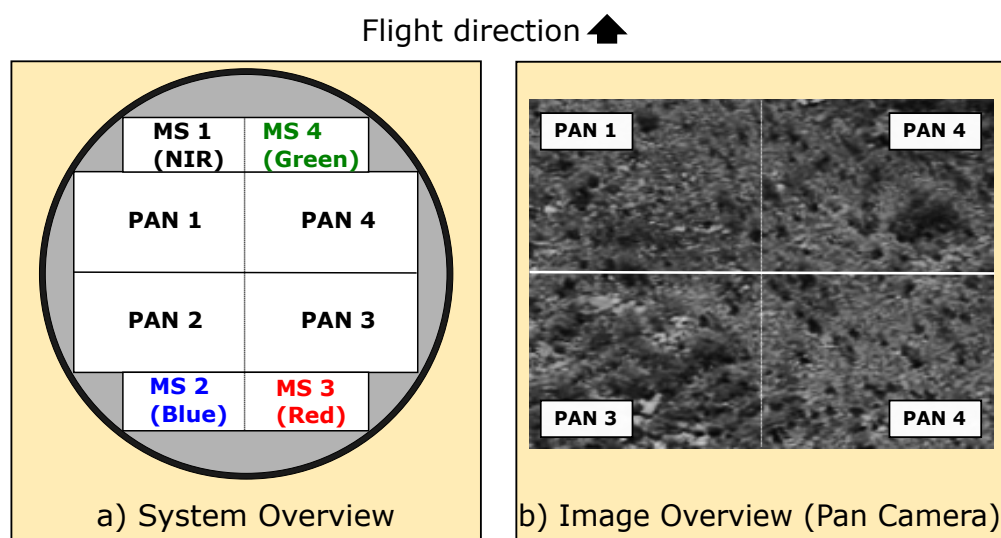 Flight direction
MS 1
(NIR)
MS 4
(Green)
PAN 1
PAN 4
PAN 2
PAN 3
MS 2
(Blue)
MS 3
(Red)
a) System Overview
PAN 1
PAN 4
PAN 3
PAN 4
b) Image Overview (Pan Camera)